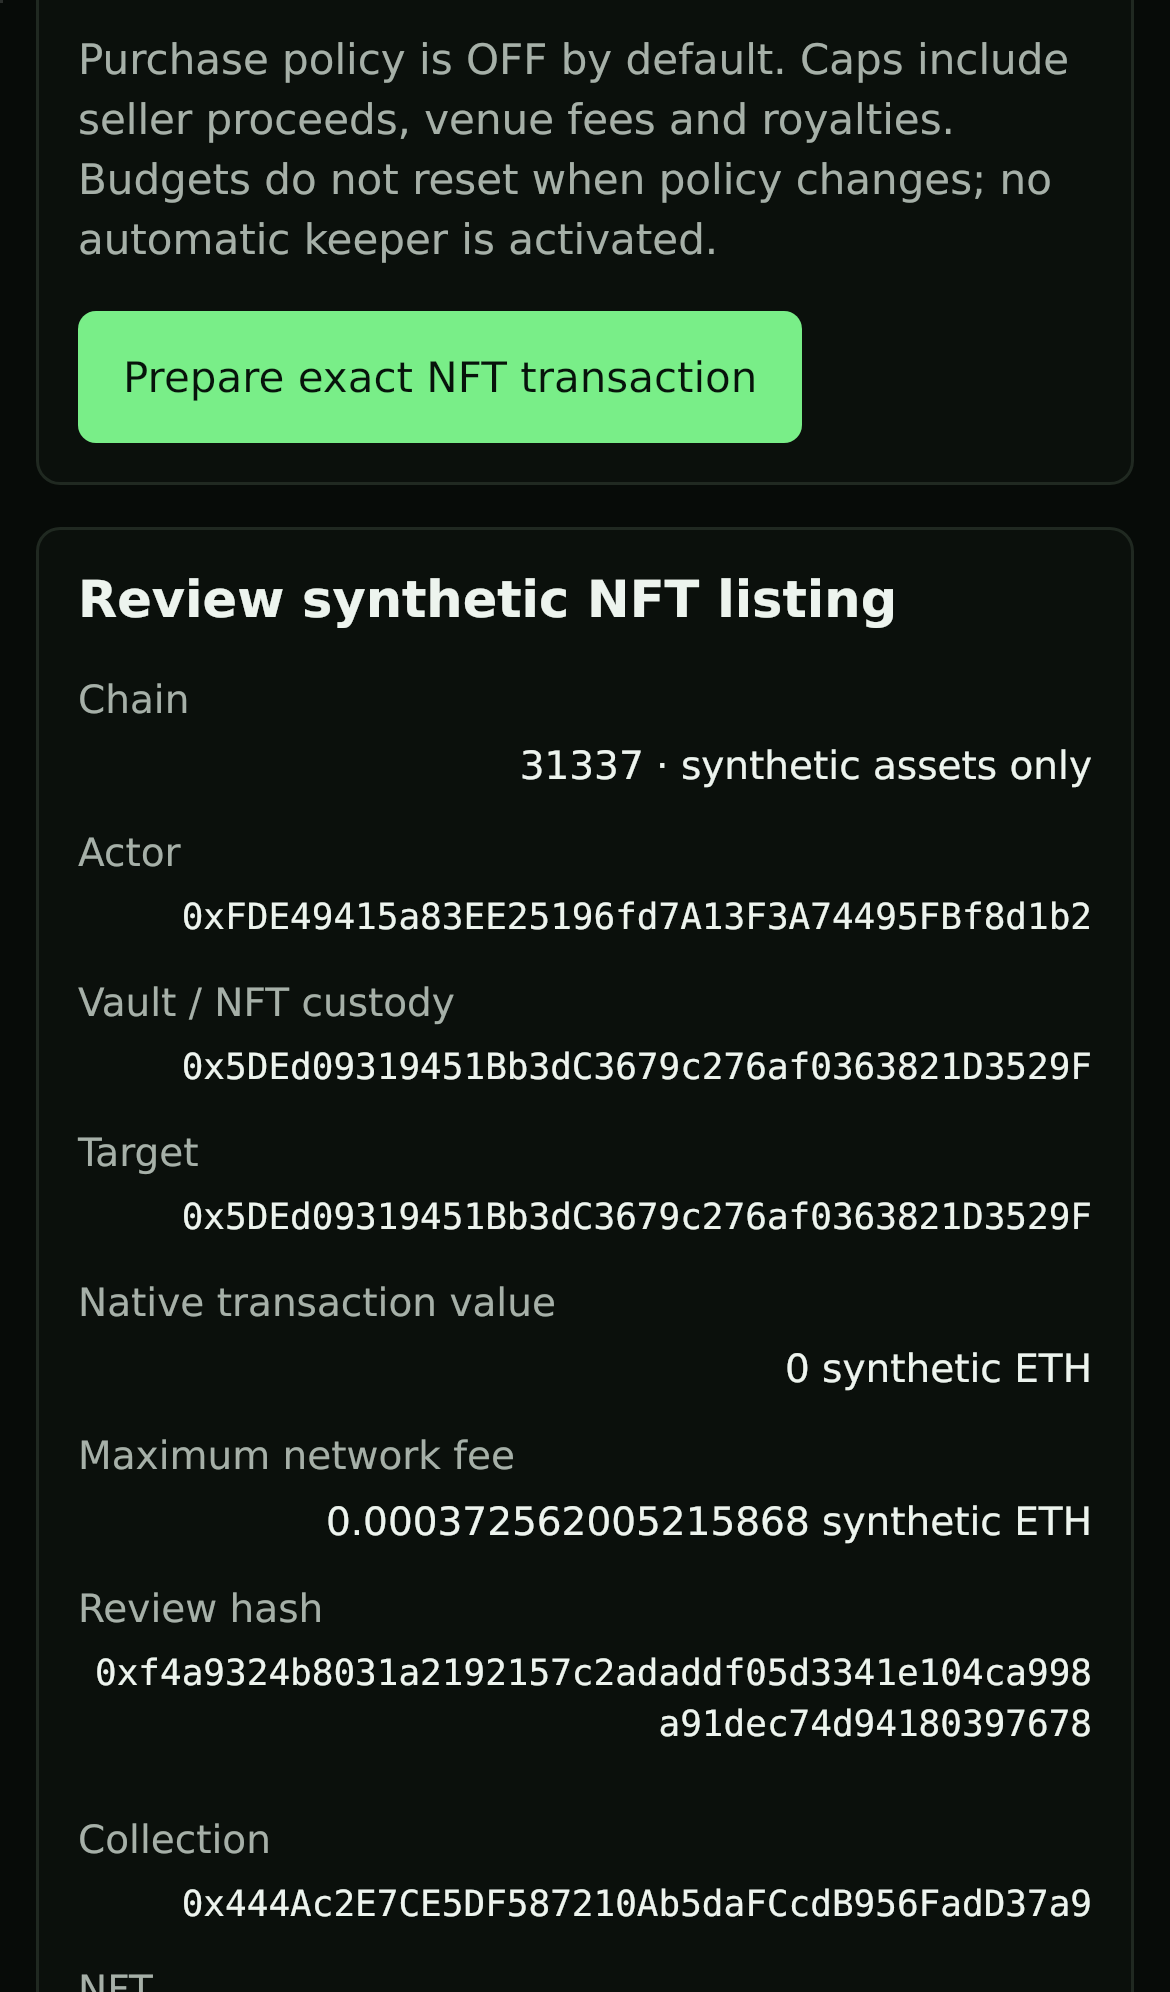 Purchase policy is OFF by default. Caps include
seller proceeds, venue fees and royalties.
Budgets do not reset when policy changes; no
automatic keeper is activated.
Prepare exact NFT transaction
Review synthetic NFT listing
Chain
31337 · synthetic assets only
Actor
0xFDE49415a83EE25196fd7A13F3A74495FBf8d1b2
Vault / NFT custody
0x5DEd09319451Bb3dC3679c276af0363821D3529F
Target
0x5DEd09319451Bb3dC3679c276af0363821D3529F
Native transaction value
0 synthetic ETH
Maximum network fee
0.000372562005215868 synthetic ETH
Review hash
0xf4a9324b8031a2192157c2adaddf05d3341e104ca998
a91dec74d94180397678
Collection
0x444Ac2E7CE5DF587210Ab5daFCcdB956FadD37a9
NFT